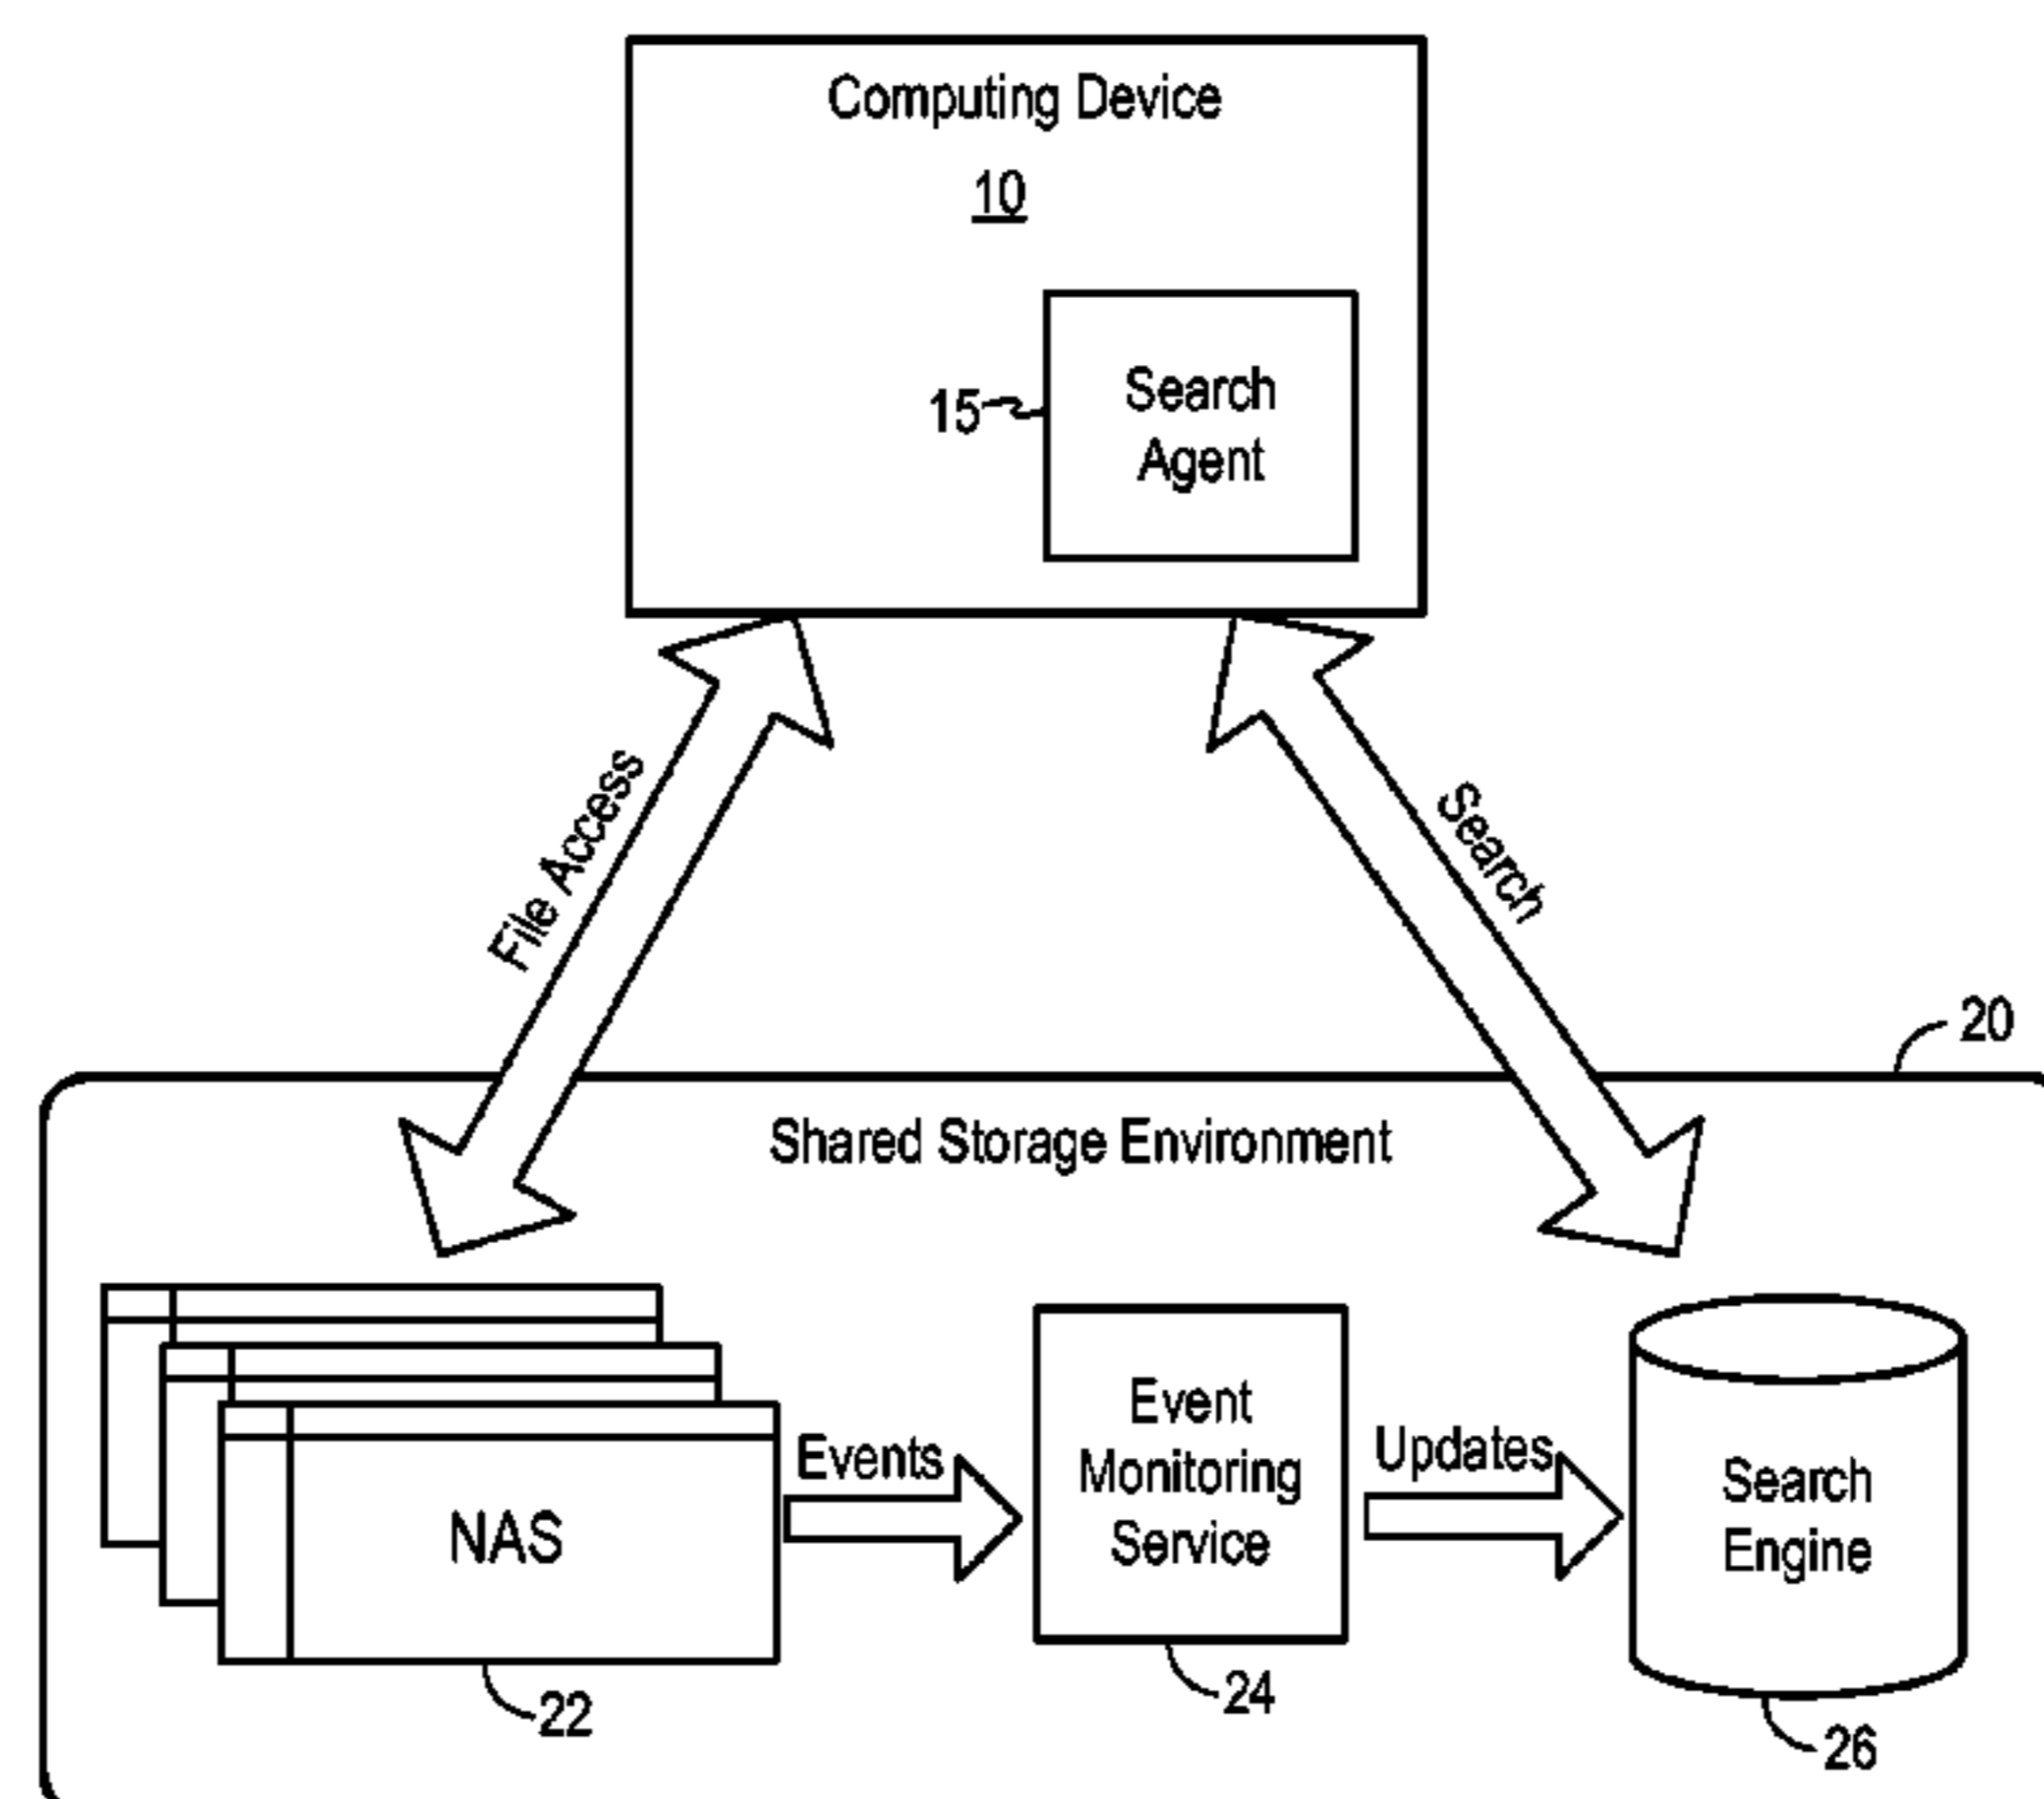 Computing Device
10
15
Search
Agent
File Access
Search
20
Shared Storage Environment
NAS
Events
Event
Monitoring
Service
Updates
Search
Engine
22
24
26